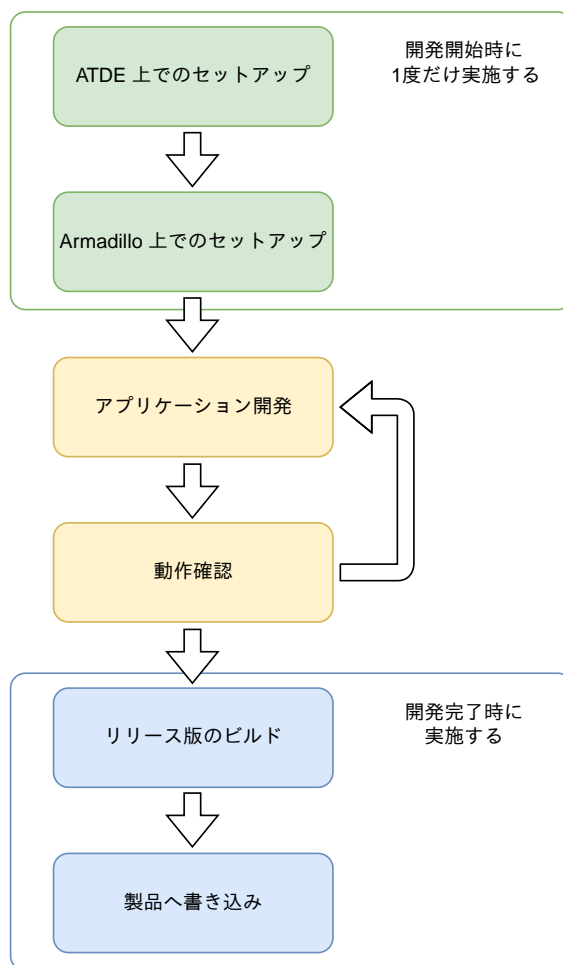 ATDE 上でのセットアップ
開発開始時に
1度だけ実施する
Armadillo 上でのセットアップ
アプリケーション開発
動作確認
リリース版のビルド
開発完了時に
実施する
製品へ書き込み